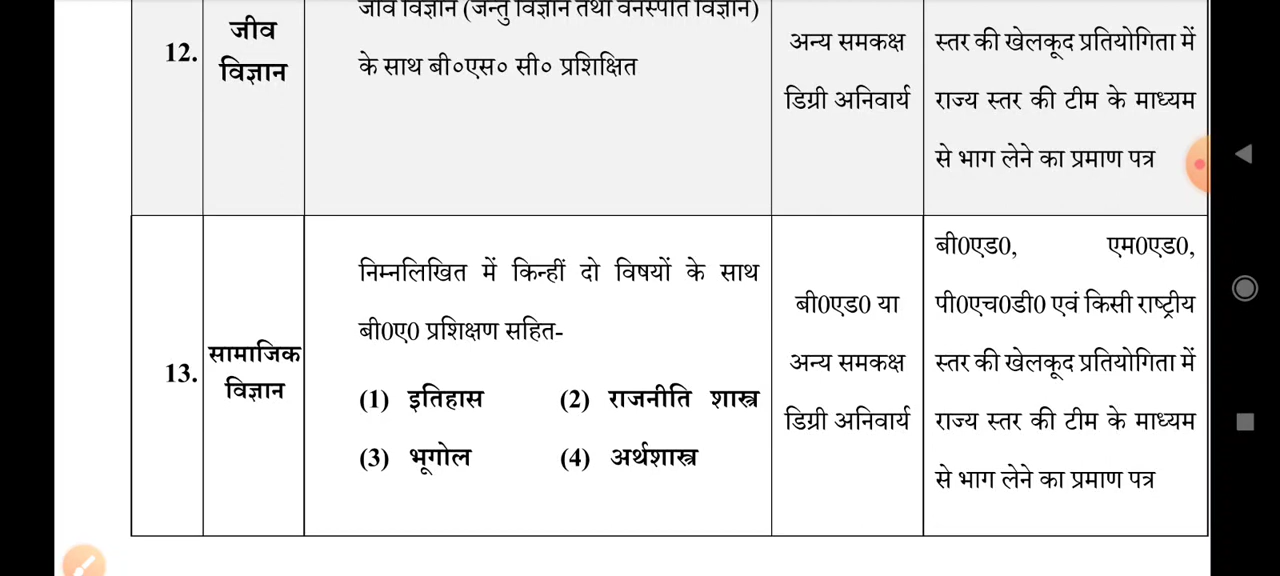 जीव विज्ञान (जन्तु विज्ञान तथा वनस्पति विज्ञान)
12.
जीव
विज्ञान
के साथ बी०एस० सी० प्रशिक्षित
अन्य समकक्ष
डिग्री अनिवार्य
स्तर की खेलकूद प्रतियोगिता में
राज्य स्तर की टीम के माध्यम
से भाग लेने का प्रमाण पत्र
13.
सामाजिक
विज्ञान
निम्नलिखित में किन्हीं दो विषयों के साथ
बी0ए0 प्रशिक्षण सहित-
(1) इतिहास (2) राजनीति शास्त्र
(3) भूगोल (4) अर्थशास्त्र
बी0एड0 या
अन्य समकक्ष
डिग्री अनिवार्य
बी0एड0, एम0एड0,
पी0एच0डी0 एवं किसी राष्ट्रीय
स्तर की खेलकूद प्रतियोगिता में
राज्य स्तर की टीम के माध्यम
से भाग लेने का प्रमाण पत्र